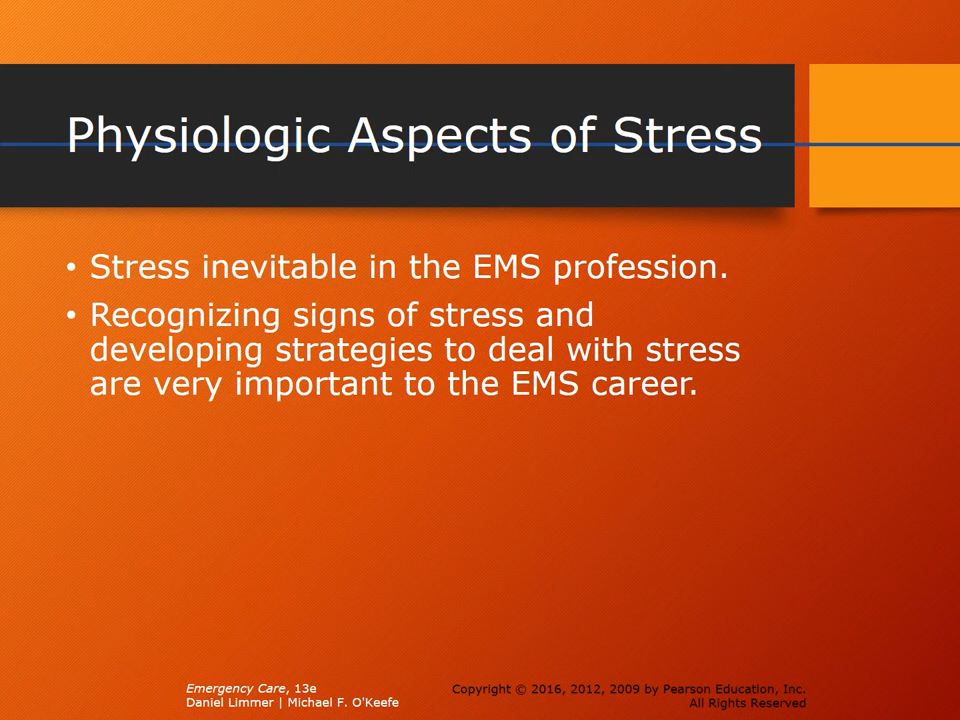 Physiologic Aspects of Stress
• Stress inevitable in the EMS profession.
• Recognizing signs of stress and
developing strategies to deal with stress
are very important to the EMS career.
Emergency Care, 13e
Daniel Limmer | Michael F. O'Keefe
Copyright © 2016, 2012, 2009 by Pearson Education, Inc.
All Rights Reserved